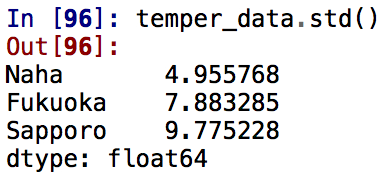 In [96]: temper_data.std()
Out[96]:
Naha 4.955768
Fukuoka 7.883285
Sapporo 9.775228
dtype: float64